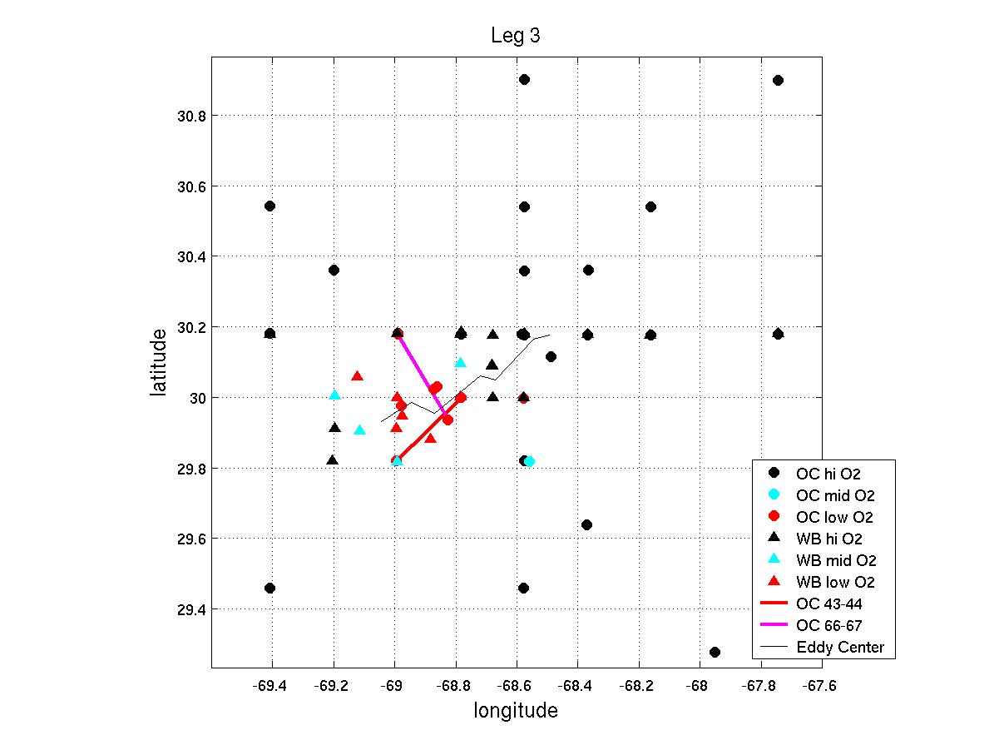 Leg 3
30.8
30.6
30.4
30.2
30
29.8
29.6
29.4
latitude
-69.4 -69.2 -69 -68.8 -68.6 -68.4 -68.2 -68 -67.8 -67.6
longitude
OC hi O2
OC mid O2
OC low O2
WB hi O2
WB mid O2
WB low O2
OC 43-44
OC 66-67
Eddy Center